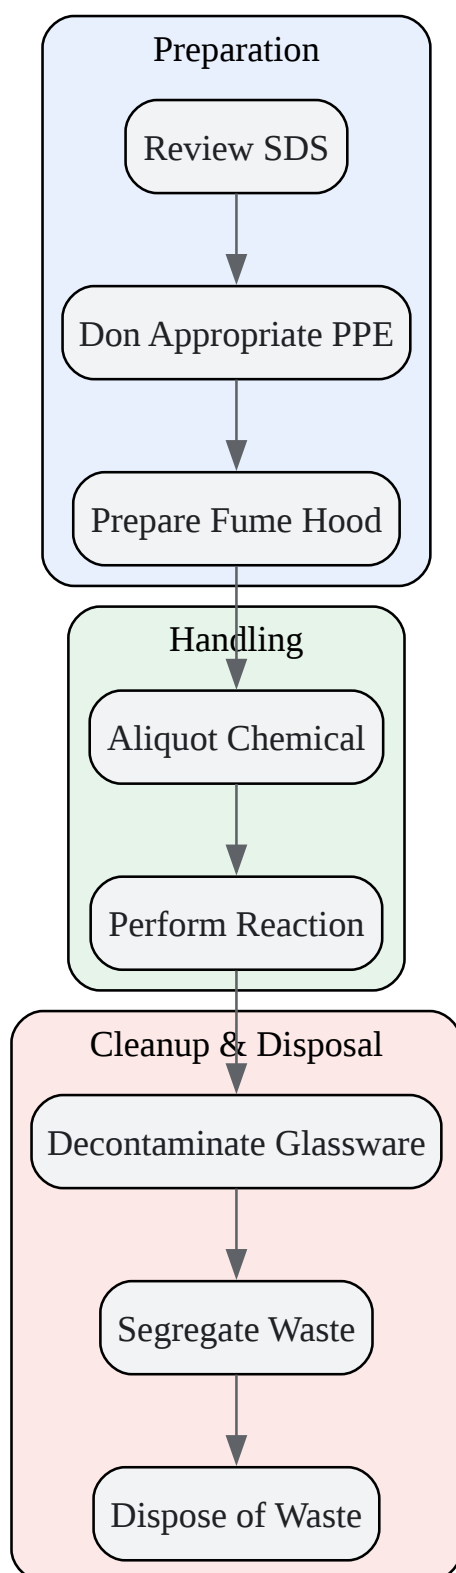 Preparation
Review SDS
Don Appropriate PPE
Prepare Fume Hood
Handling
Aliquot Chemical
Perform Reaction
Cleanup & Disposal
Decontaminate Glassware
Segregate Waste
Dispose of Waste